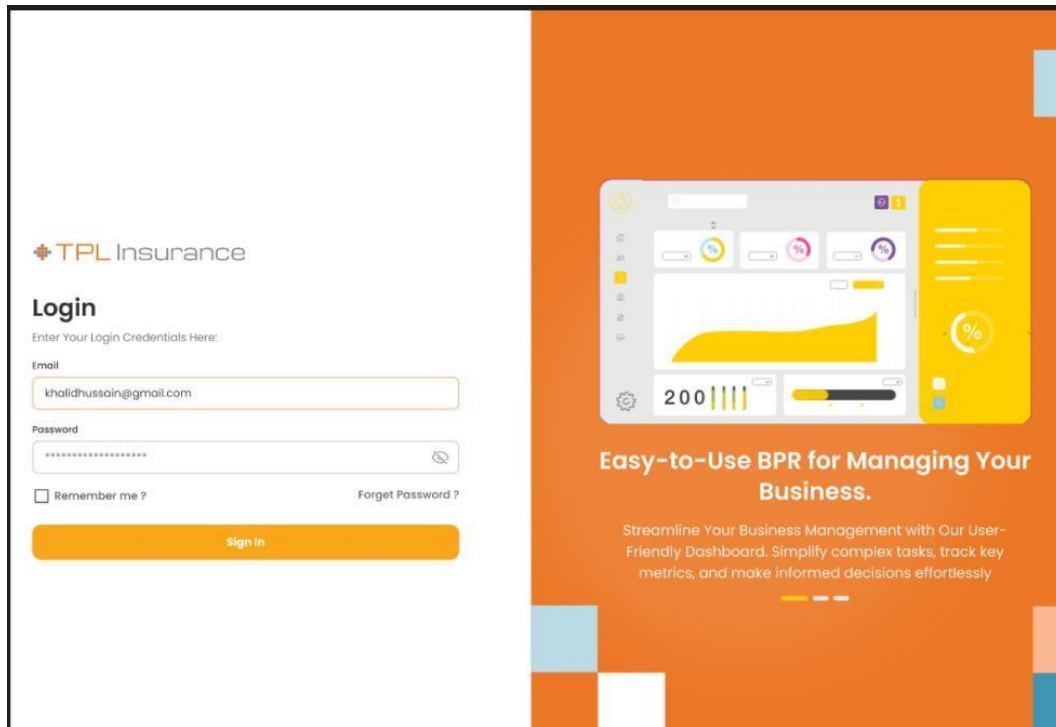 TPL Insurance
Login
Enter Your Login Credentials Here:
Email
khalidhussain@gmail.com
Password
*******************
Remember me ?
Forget Password ?
Sign In
%
%
%
1
%
200
Easy-to-Use BPR for Managing Your
Business.
Streamline Your Business Management with Our User-
Friendly Dashboard. Simplify complex tasks, track key
metrics, and make informed decisions effortlessly